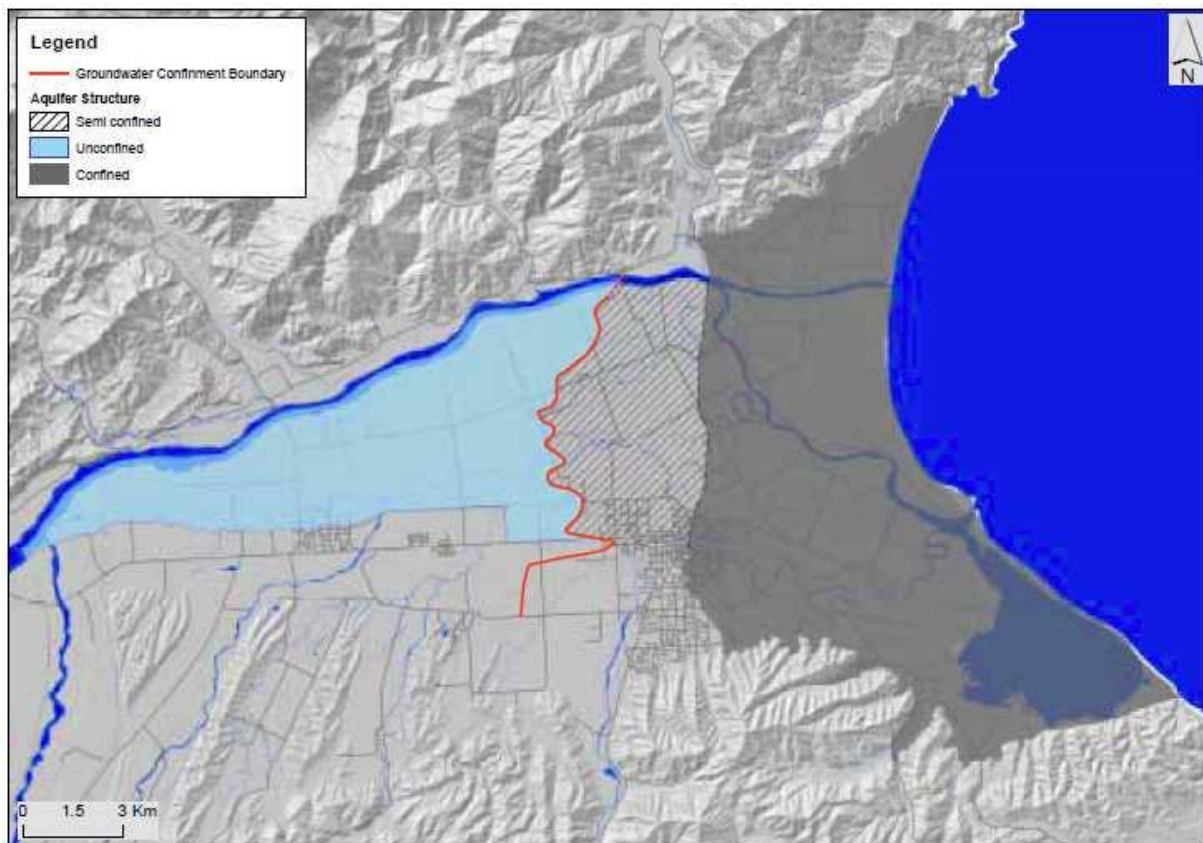 Legend
Groundwater Confinment Boundary
Aquifer Structure
Semi confined
Unconfined
Confined
N
0 1.5 3 Km